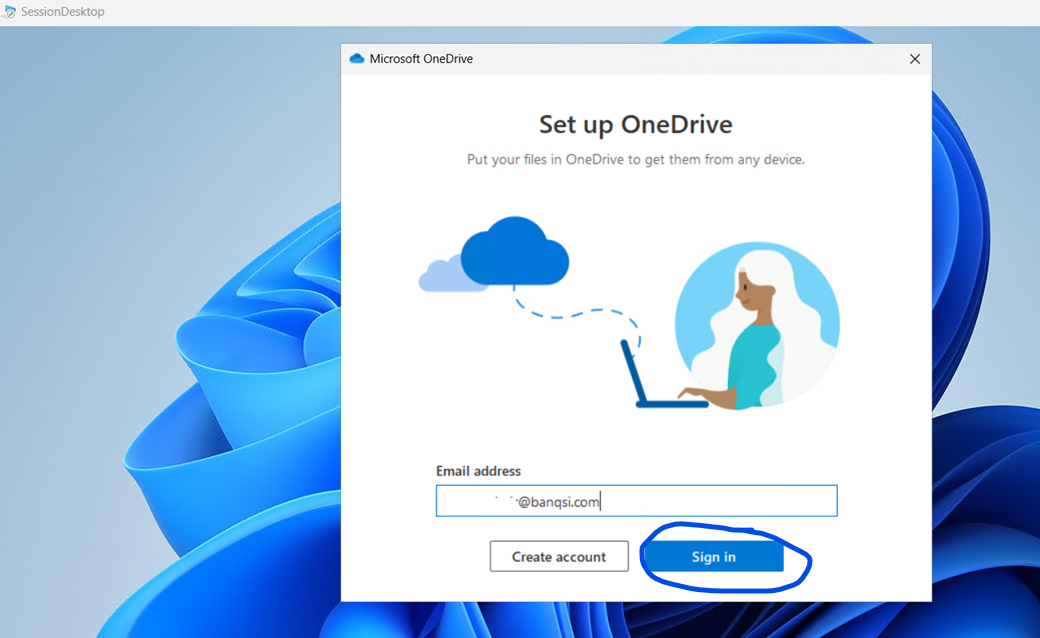 SessionDesktop
Microsoft OneDrive
Set up OneDrive
Put your files in OneDrive to get them from any device.
Email address
@banqsi.com
Create account
Sign in